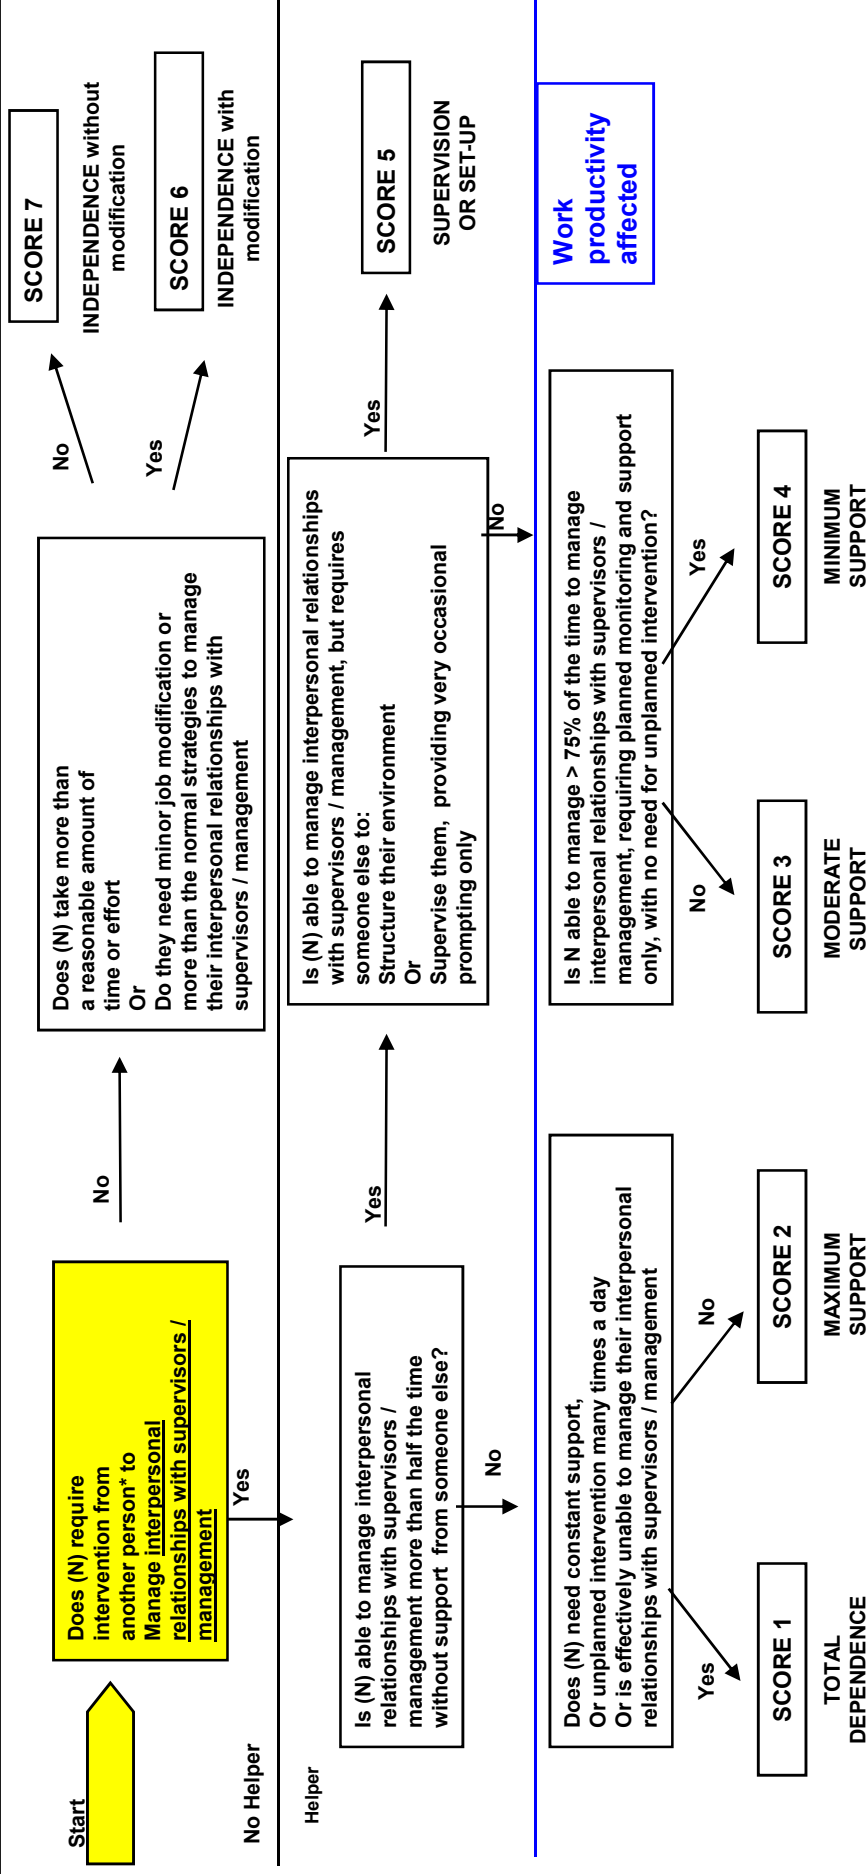 Start
Does (N) require
intervention from
another person* to
Manage interpersonal
relationships with supervisors /
management
No
Does (N) take more than
a reasonable amount of
time or effort
Or
Do they need minor job modification or
more than the normal strategies to manage
their interpersonal relationships with
supervisors / management
No
SCORE 7
INDEPENDENCE without
modification
Yes
SCORE 6
INDEPENDENCE with
modification
Yes
No Helper
Helper
Is (N) able to manage interpersonal
relationships with supervisors /
management more than half the time
without support from someone else?
Yes
Is (N) able to manage interpersonal relationships
with supervisors / management, but requires
someone else to:
Structure their environment
Or
Supervise them, providing very occasional
prompting only
Yes
SCORE 5
SUPERVISION
OR SET-UP
No
No
Work
productivity
affected
Does (N) need constant support,
Or unplanned intervention many times a day
Or is effectively unable to manage their interpersonal
relationships with supervisors / management
Is N able to manage > 75% of the time to manage
interpersonal relationships with supervisors /
management, requiring planned monitoring and support
only, with no need for unplanned intervention?
Yes
No
No
Yes
SCORE 1
TOTAL
DEPENDENCE
SCORE 2
MAXIMUM
SUPPORT
SCORE 3
MODERATE
SUPPORT
SCORE 4
MINIMUM
SUPPORT